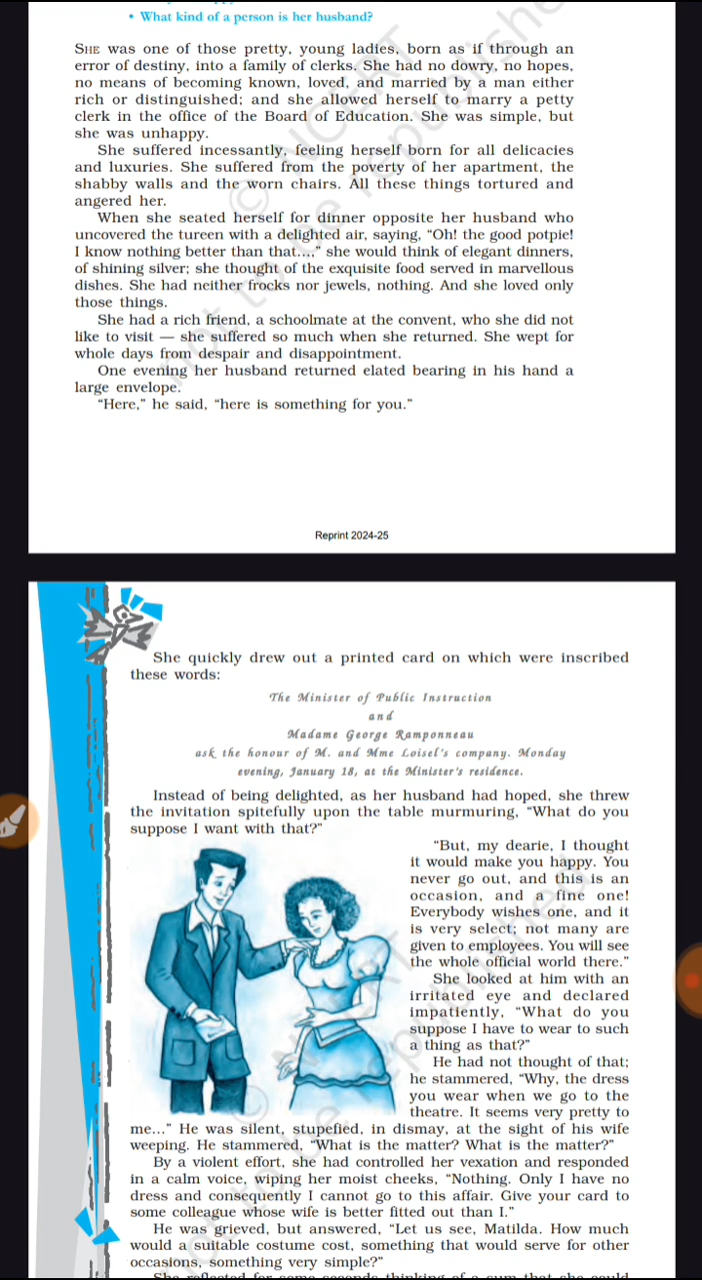 • What kind of a person is her husband?
SHE was one of those pretty, young ladies, born as if through an
error of destiny, into a family of clerks. She had no dowry, no hopes,
no means of becoming known, loved, and married by a man either
rich or distinguished; and she allowed herself to marry a petty
clerk in the office of the Board of Education. She was simple, but
she was unhappy.
She suffered incessantly, feeling herself born for all delicacies
and luxuries. She suffered from the poverty of her apartment, the
shabby walls and the worn chairs. All these things tortured and
angered her.
When she seated herself for dinner opposite her husband who
uncovered the tureen with a delighted air, saying, “Oh! the good potpie!
I know nothing better than that...,” she would think of elegant dinners,
of shining silver; she thought of the exquisite food served in marvellous
dishes. She had neither frocks nor jewels, nothing. And she loved only
those things.
She had a rich friend, a schoolmate at the convent, who she did not
like to visit — she suffered so much when she returned. She wept for
whole days from despair and disappointment.
One evening her husband returned elated bearing in his hand a
large envelope.
“Here,” he said, “here is something for you.”
Reprint 2024-25
She quickly drew out a printed card on which were inscribed
these words:
The Minister of Public Instruction
and
Madame George Ramponneau
ask the honour of M. and Mme Loisel's company. Monday
evening, January 18, at the Minister's residence.
Instead of being delighted, as her husband had hoped, she threw
the invitation spitefully upon the table murmuring, “What do you
suppose I want with that?”
“But, my dearie, I thought
it would make you happy. You
never go out, and this is an
occasion, and a fine one!
Everybody wishes one, and it
is very select; not many are
given to employees. You will see
the whole official world there.”
She looked at him with an
irritated eye and declared
impatiently, “What do you
suppose I have to wear to such
a thing as that?”
He had not thought of that;
he stammered, “Why, the dress
you wear when we go to the
theatre. It seems very pretty to
me...” He was silent, stupefied, in dismay, at the sight of his wife
weeping. He stammered, “What is the matter? What is the matter?”
By a violent effort, she had controlled her vexation and responded
in a calm voice, wiping her moist cheeks, “Nothing. Only I have no
dress and consequently I cannot go to this affair. Give your card to
some colleague whose wife is better fitted out than I.”
He was grieved, but answered, “Let us see, Matilda. How much
would a suitable costume cost, something that would serve for other
occasions, something very simple?”
She reflected for some seconds thinking of a sum that she could
© NCERT
not to be republished
© NCERT
not to be republished